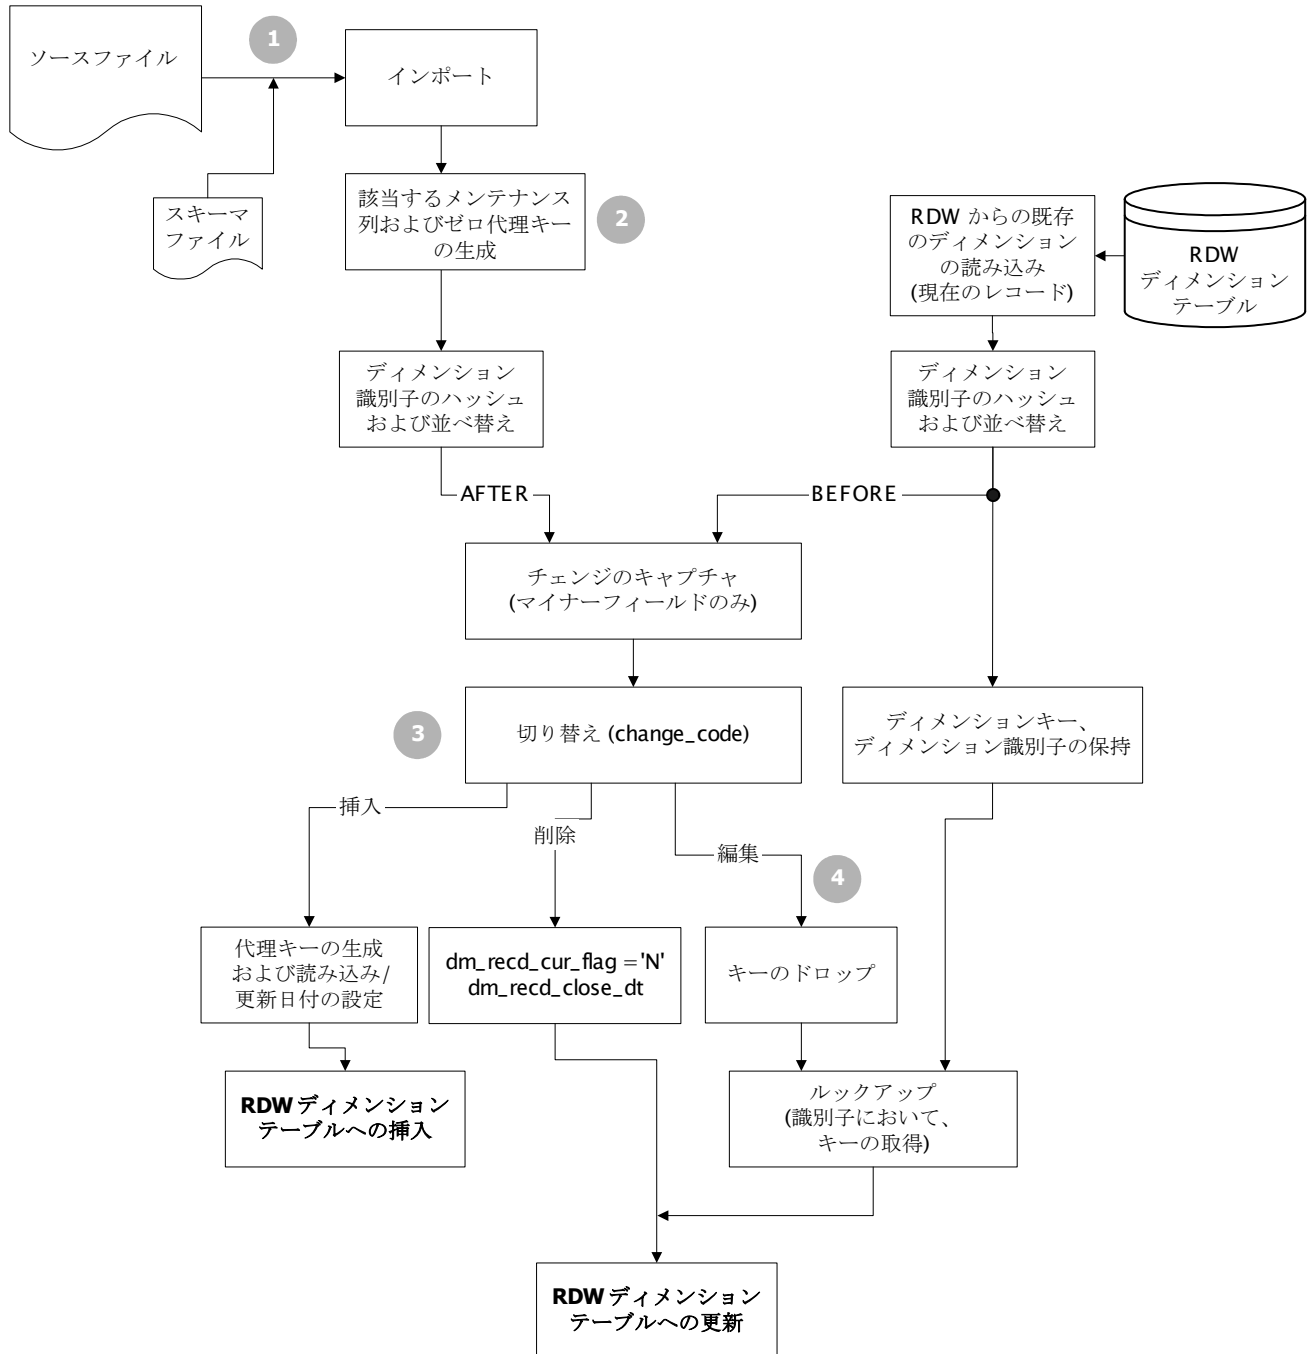 ソースファイル
1
インポート
スキーマ
ファイル
該当するメンテナンス
列およびゼロ代理キー
の生成
2
RDW からの既存
のディメンション
の読み込み
(現在のレコード)
RDW
ディメンション
テーブル
ディメンション
識別子のハッシュ
および並べ替え
ディメンション
識別子のハッシュ
および並べ替え
AFTER
BEFORE
チェンジのキャプチャ
(マイナーフィールドのみ)
3
切り替え (change_code)
ディメンションキー、
ディメンション識別子の保持
挿入
削除
編集
4
代理キーの生成
および読み込み/
更新日付の設定
dm_recd_cur_flag ='N'
dm_recd_close_dt
キーのドロップ
RDW ディメンション
テーブルへの挿入
ルックアップ
(識別子において、
キーの取得)
RDW ディメンション
テーブルへの更新